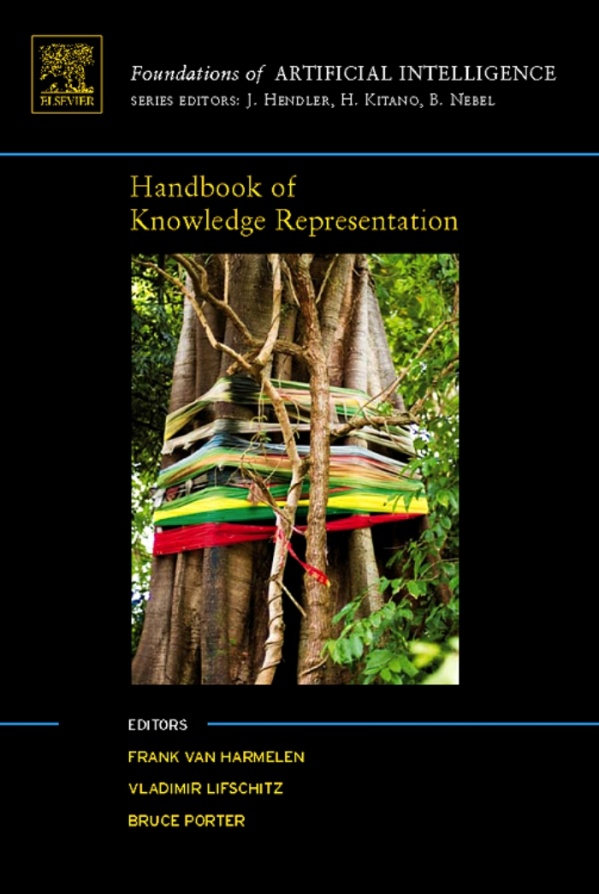 ELSEVIER
Foundations of ARTIFICIAL INTELLIGENCE
SERIES EDITORS: J. HENDLER, H. KITANO, B. NEBEL
Handbook of
Knowledge Representation
EDITORS
FRANK VAN HARMELEN
VLADIMIR LIFSCHITZ
BRUCE PORTER